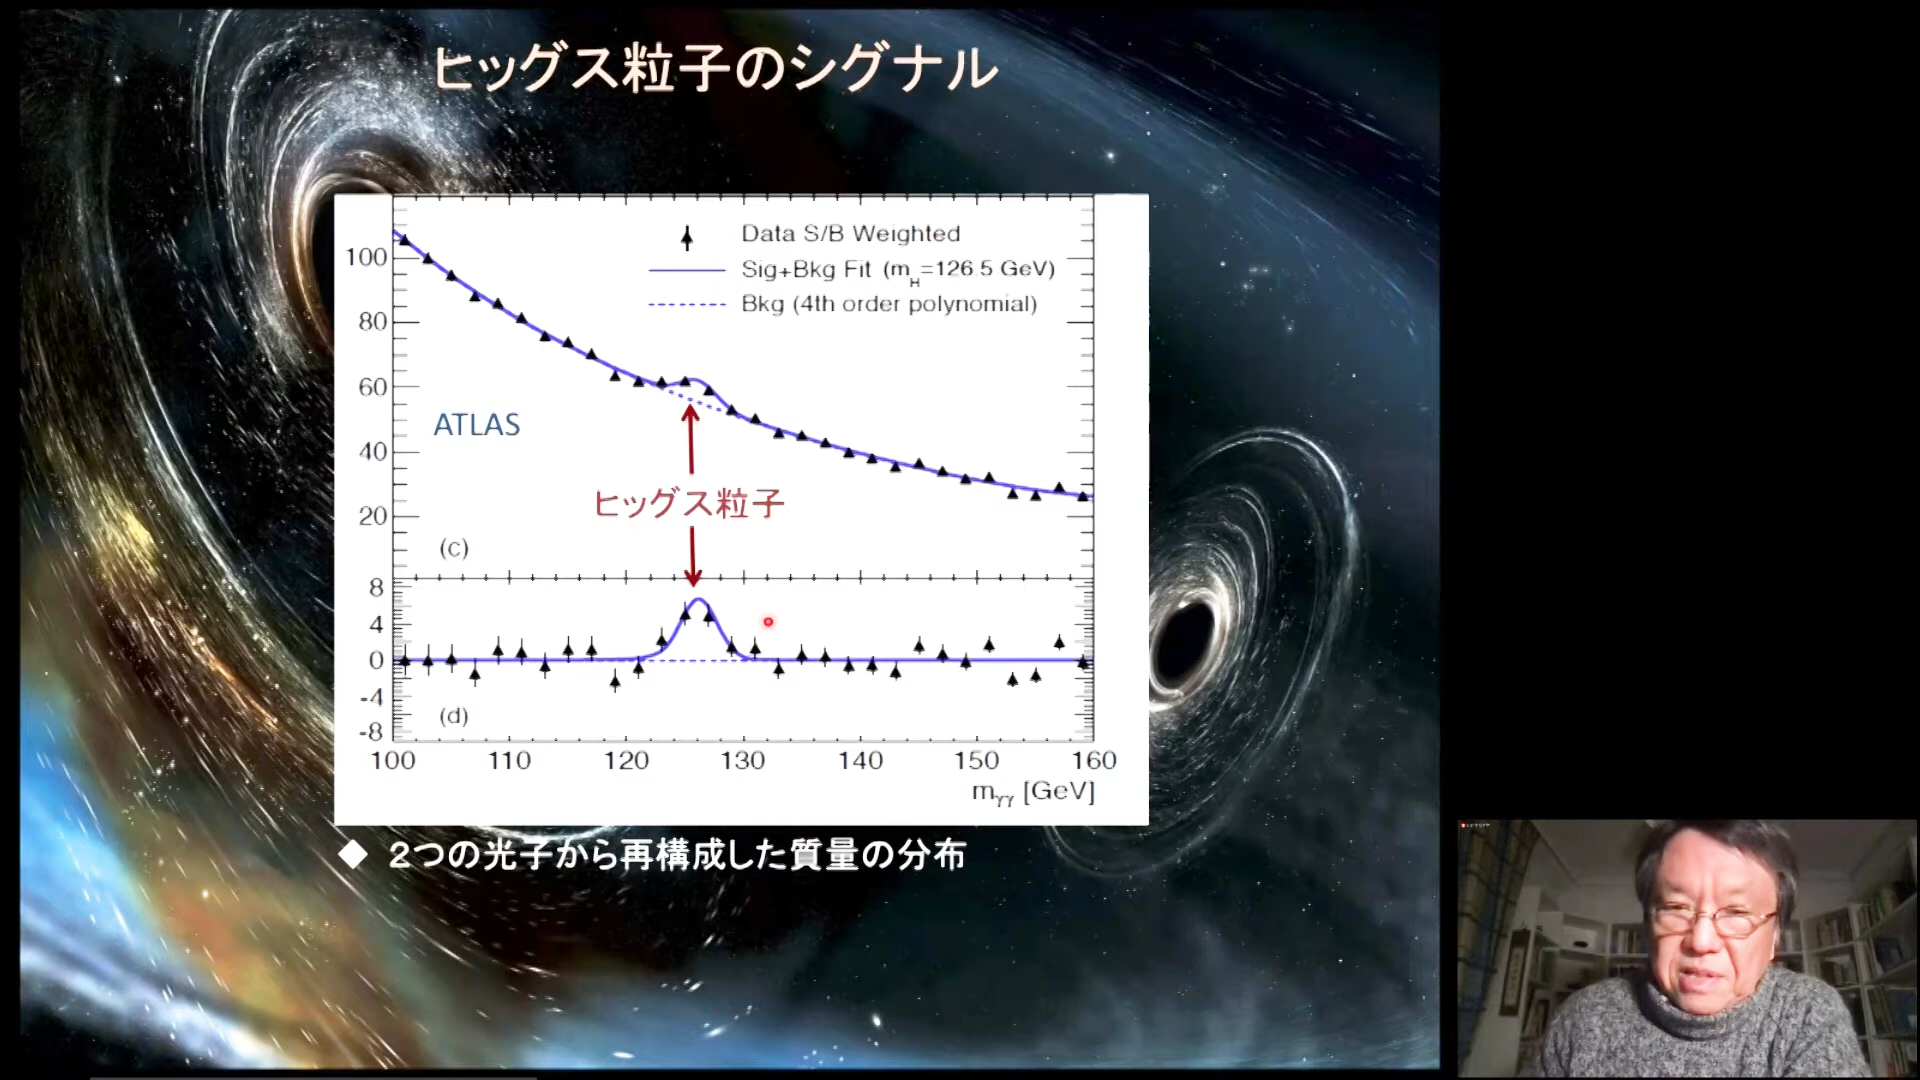 ヒッグス粒子のシグナル
Data S/B Weighted
Sig+Bkg Fit (mH=126.5 GeV)
Bkg (4th order polynomial)
100
80
60
40
20
ATLAS
ヒッグス粒子
(c)
8
4
0
-4
-8
(d)
100 110 120 130 140 150 160
mγγ [GeV]
◆ 2つの光子から再構成した質量の分布